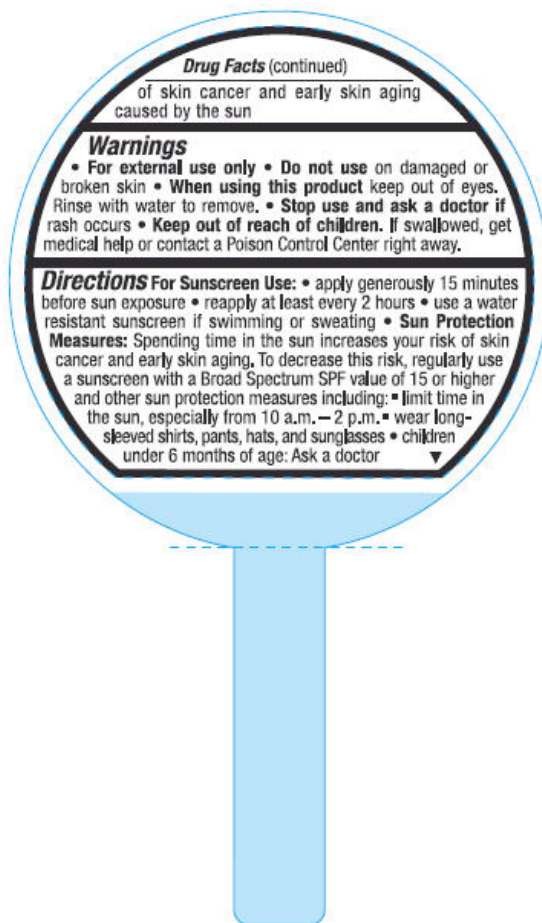 Drug Facts (continued)
of skin cancer and early skin aging
caused by the sun
Warnings
• For external use only • Do not use on damaged or
broken skin • When using this product keep out of eyes.
Rinse with water to remove. • Stop use and ask a doctor if
rash occurs • Keep out of reach of children. If swallowed, get
medical help or contact a Poison Control Center right away.
Directions For Sunscreen Use: • apply generously 15 minutes
before sun exposure • reapply at least every 2 hours • use a water
resistant sunscreen if swimming or sweating • Sun Protection
Measures: Spending time in the sun increases your risk of skin
cancer and early skin aging. To decrease this risk, regularly use
a sunscreen with a Broad Spectrum SPF value of 15 or higher
and other sun protection measures including: ▪ limit time in
the sun, especially from 10 a.m. – 2 p.m. ▪ wear long-
sleeved shirts, pants, hats, and sunglasses • children
under 6 months of age: Ask a doctor ▼